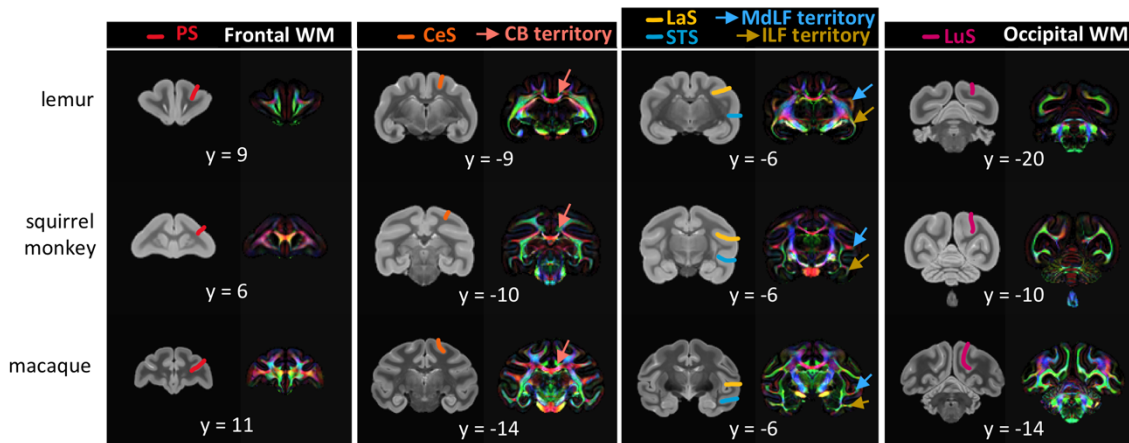 PS Frontal WM
CeS CB territory
LaS MdLF territory
STS ILF territory
LuS Occipital WM
lemur
y = 9
y = -9
y = -6
y = -20
squirrel
monkey
y = 6
y = -10
y = -6
y = -10
macaque
y = 11
y = -14
y = -6
y = -14